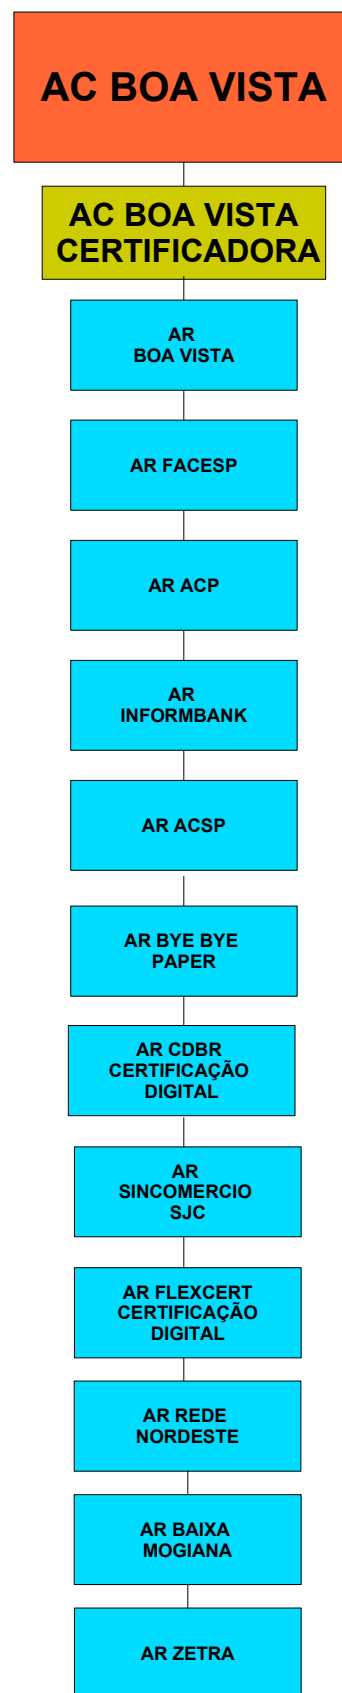 AC BOA VISTA
AC BOA VISTA
CERTIFICADORA
AR
BOA VISTA
AR FACESP
AR ACP
AR
INFORMBANK
AR ACSP
AR BYE BYE
PAPER
AR CDBR
CERTIFICAÇÃO
DIGITAL
AR
SINCOMERCIO
SJC
AR FLEXCERT
CERTIFICAÇÃO
DIGITAL
AR REDE
NORDESTE
AR BAIXA
MOGIANA
AR ZETRA